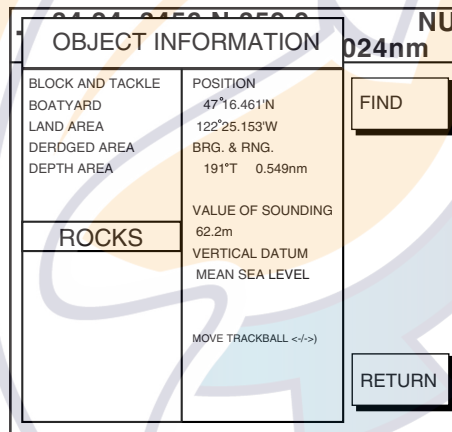 NU
024nm
OBJECT INFORMATION
BLOCK AND TACKLE
BOATYARD
LAND AREA
DERDGED AREA
DEPTH AREA
ROCKS
POSITION
47°16.461'N
122°25.153'W
BRG. & RNG.
191°T 0.549nm
VALUE OF SOUNDING
62.2m
VERTICAL DATUM
MEAN SEA LEVEL
MOVE TRACKBALL <-/->)
FIND
RETURN